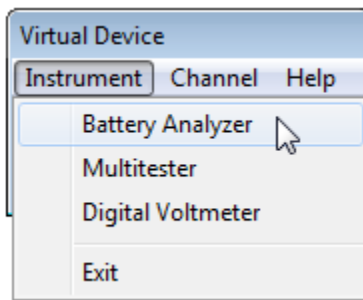 Virtual Device
Instrument Channel Help
Battery Analyzer
Multitester
Digital Voltmeter
Exit